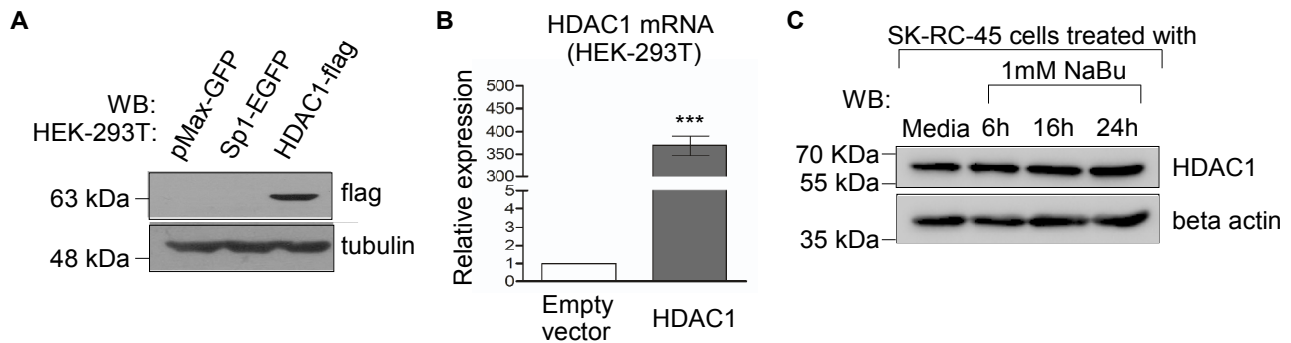 A
WB:
HEK-293T:
pMax-GFP
Sp1-EGFP
HDAC1-flag
63 kDa
flag
48 kDa
tubulin
B
HDAC1 mRNA
(HEK-293T)
Relative expression
500
450
400
350
300
5
4
3
2
1
0
***
Empty
vector
HDAC1
C
SK-RC-45 cells treated with
1mM NaBu
WB:
Media 6h 16h 24h
70 KDa
55 kDa
HDAC1
35 kDa
beta actin